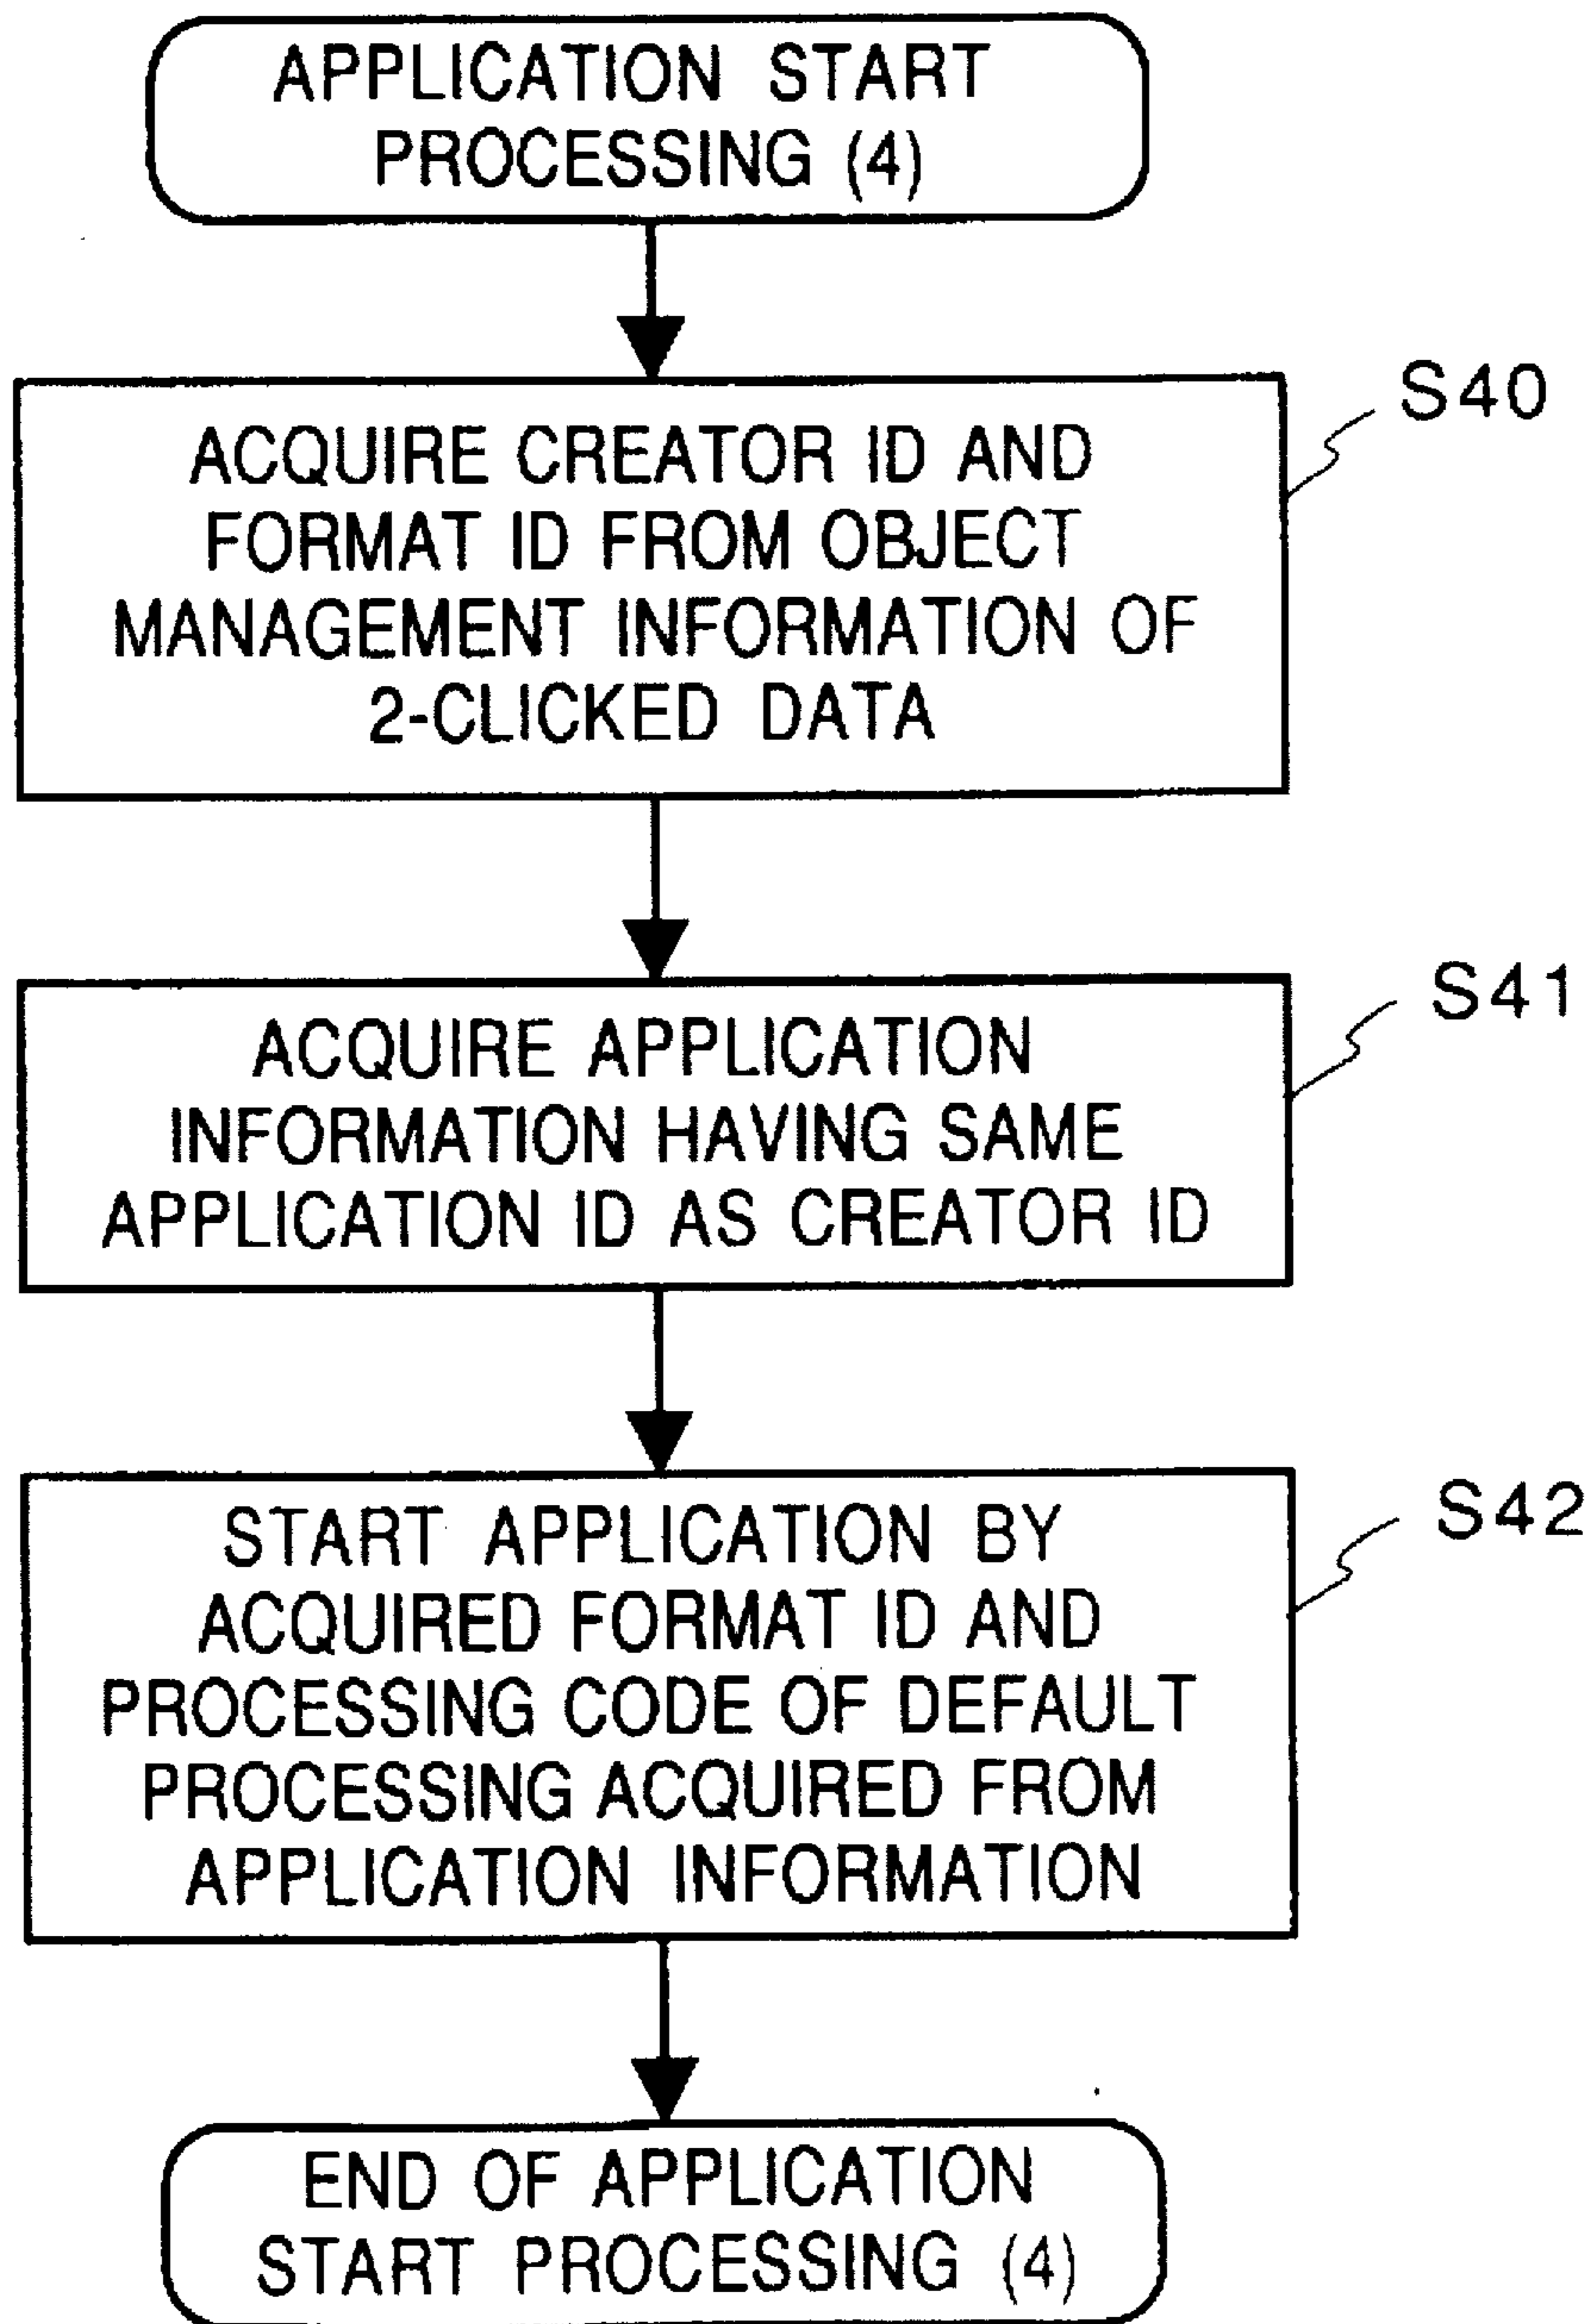 APPLICATION START
PROCESSING (4)
S40
ACQUIRE CREATOR ID AND
FORMAT ID FROM OBJECT
MANAGEMENT INFORMATION OF
2-CLICKED DATA
S41
ACQUIRE APPLICATION
INFORMATION HAVING SAME
APPLICATION ID AS CREATOR ID
S42
START APPLICATION BY
ACQUIRED FORMAT ID AND
PROCESSING CODE OF DEFAULT
PROCESSING ACQUIRED FROM
APPLICATION INFORMATION
END OF APPLICATION
START PROCESSING (4)